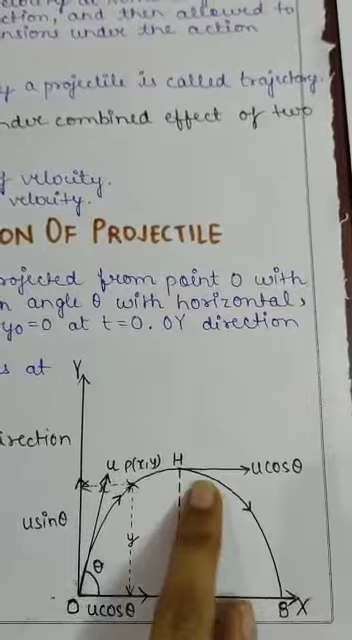 ction, and then allowed to
nsions under the action
y a projectile is called trajectory.
nder combined effect of two
f velocity.
velocity.
ON OF PROJECTILE
rojected from point O with
n angle θ with horizontal,
y₀=0 at t=0. OY direction
s at Y
irection
u P(x,y) H
ucosθ
usinθ
y
θ
O ucosθ B X